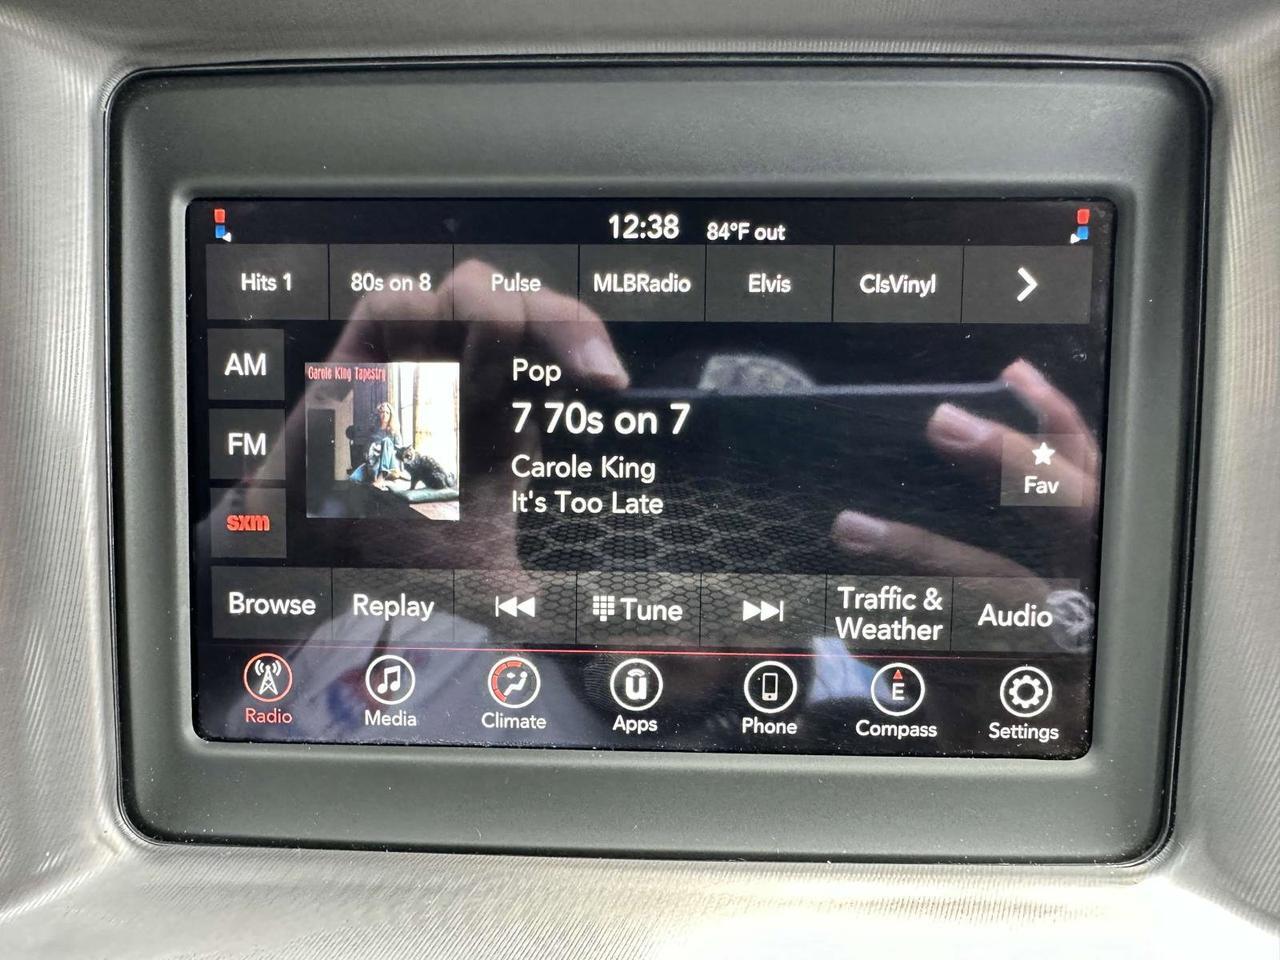 12:38 84°F out
Hits 1 80s on 8 Pulse MLBRadio Elvis ClsVinyl
AM
FM
sxm
Carole King Tapestry
Pop
7 70s on 7
Carole King
It's Too Late
Fav
Browse Replay Tune Traffic & Weather Audio
Radio Media Climate Apps Phone E Compass Settings